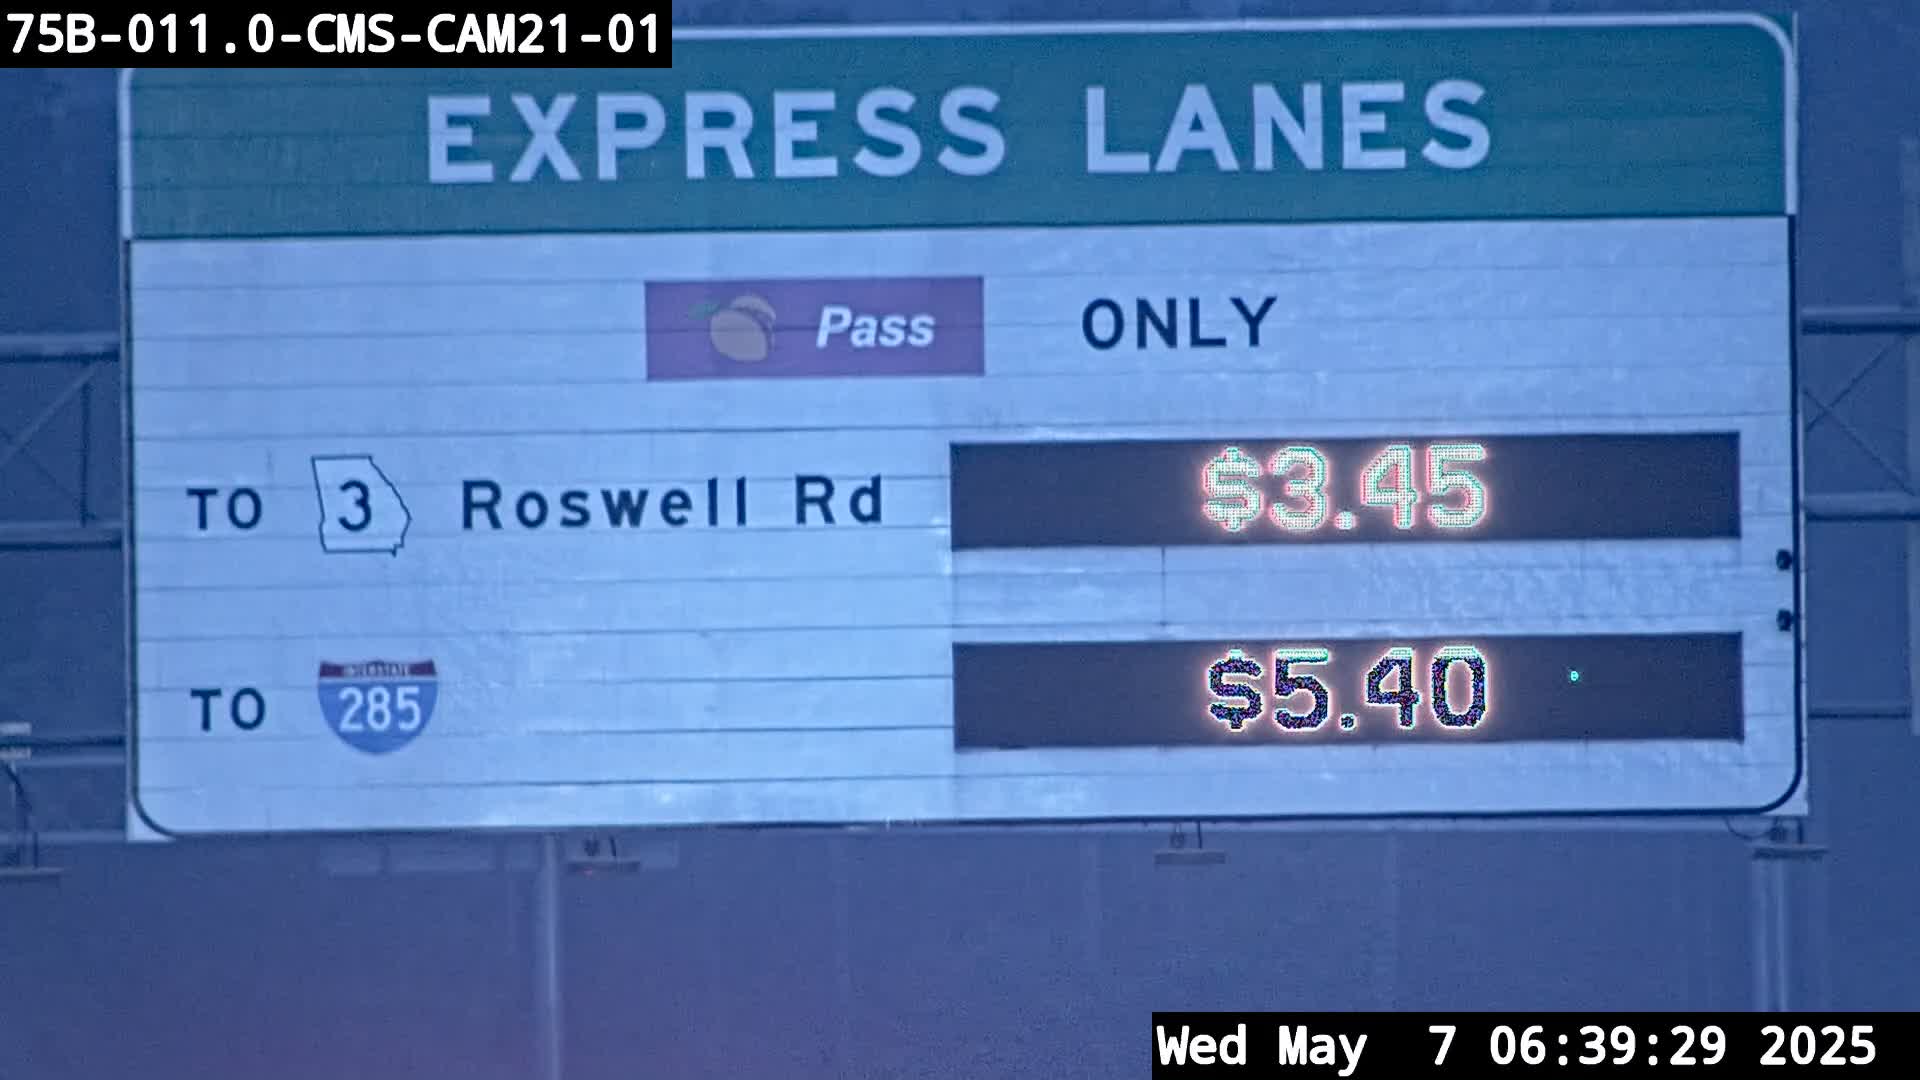 75B-011.0-CMS-CAM21-01
EXPRESS LANES
Pass ONLY
TO 3 Roswell Rd $3.45
INTERSTATE
TO 285 $5.40
Wed May 7 06:39:29 2025